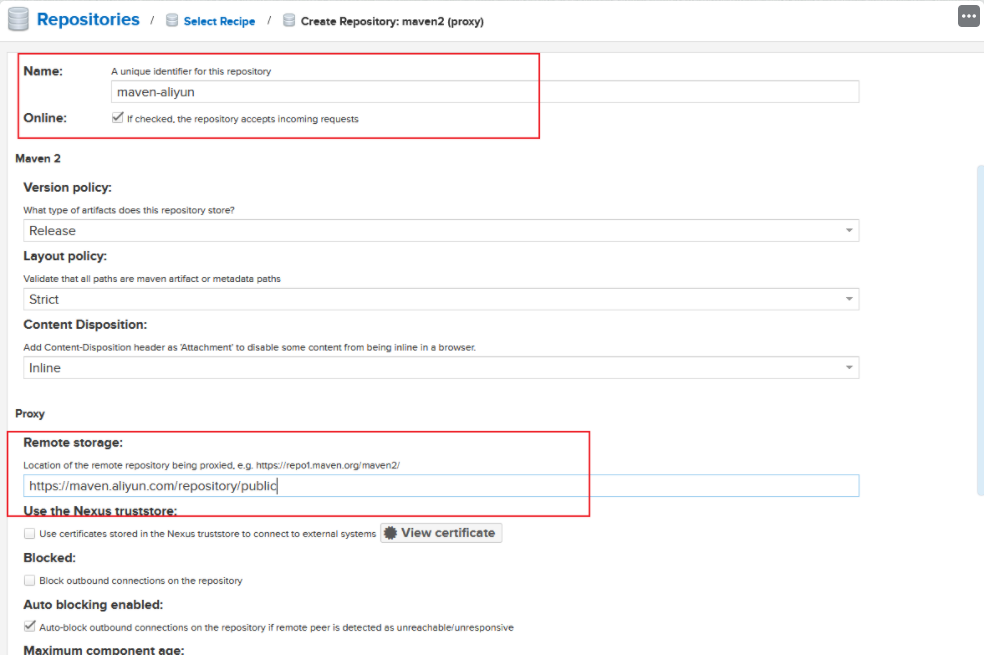 Repositories / Select Recipe / Create Repository: maven2 (proxy)
Name: A unique identifier for this repository
maven-aliyun
Online: If checked, the repository accepts incoming requests
Maven 2
Version policy:
What type of artifacts does this repository store?
Release
Layout policy:
Validate that all paths are maven artifact or metadata paths
Strict
Content Disposition:
Add Content-Disposition header as 'Attachment' to disable some content from being inline in a browser.
Inline
Proxy
Remote storage:
Location of the remote repository being proxied, e.g. https://repo1.maven.org/maven2/
https://maven.aliyun.com/repository/public
Use the Nexus truststore:
Use certificates stored in the Nexus truststore to connect to external systems View certificate
Blocked:
Block outbound connections on the repository
Auto blocking enabled:
Auto-block outbound connections on the repository if remote peer is detected as unreachable/unresponsive
Maximum component age: